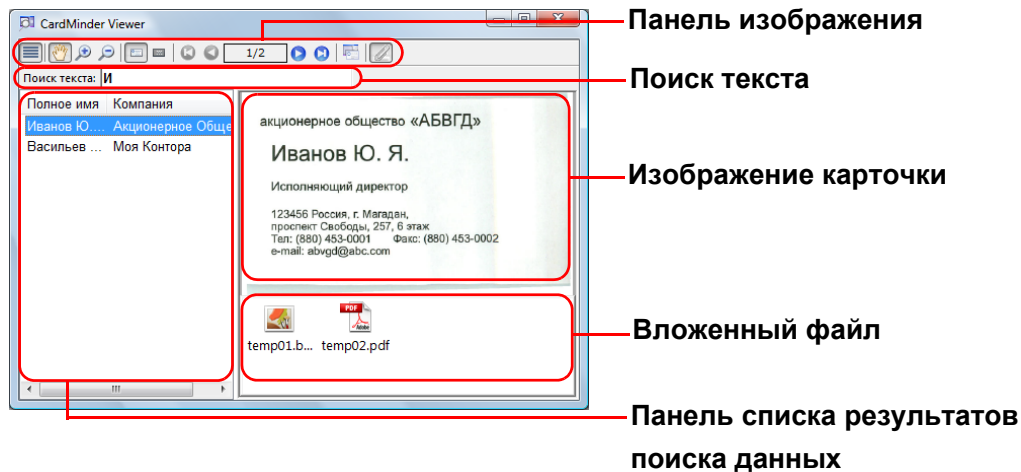 CardMinder Viewer
Панель изображения
1/2
Поиск текста: И
Поиск текста
Полное имя Компания
Иванов Ю.... Акционерное Обще
Васильев ... Моя Контора
акционерное общество «АБВГД»
Иванов Ю. Я.
Исполняющий директор
123456 Россия, г. Магадан,
проспект Свободы, 257, 6 этаж
Тел: (880) 453-0001 Факс: (880) 453-0002
e-mail: abvgd@abc.com
Изображение карточки
PDF
Adobe
temp01.b... temp02.pdf
Вложенный файл
Панель списка результатов
поиска данных